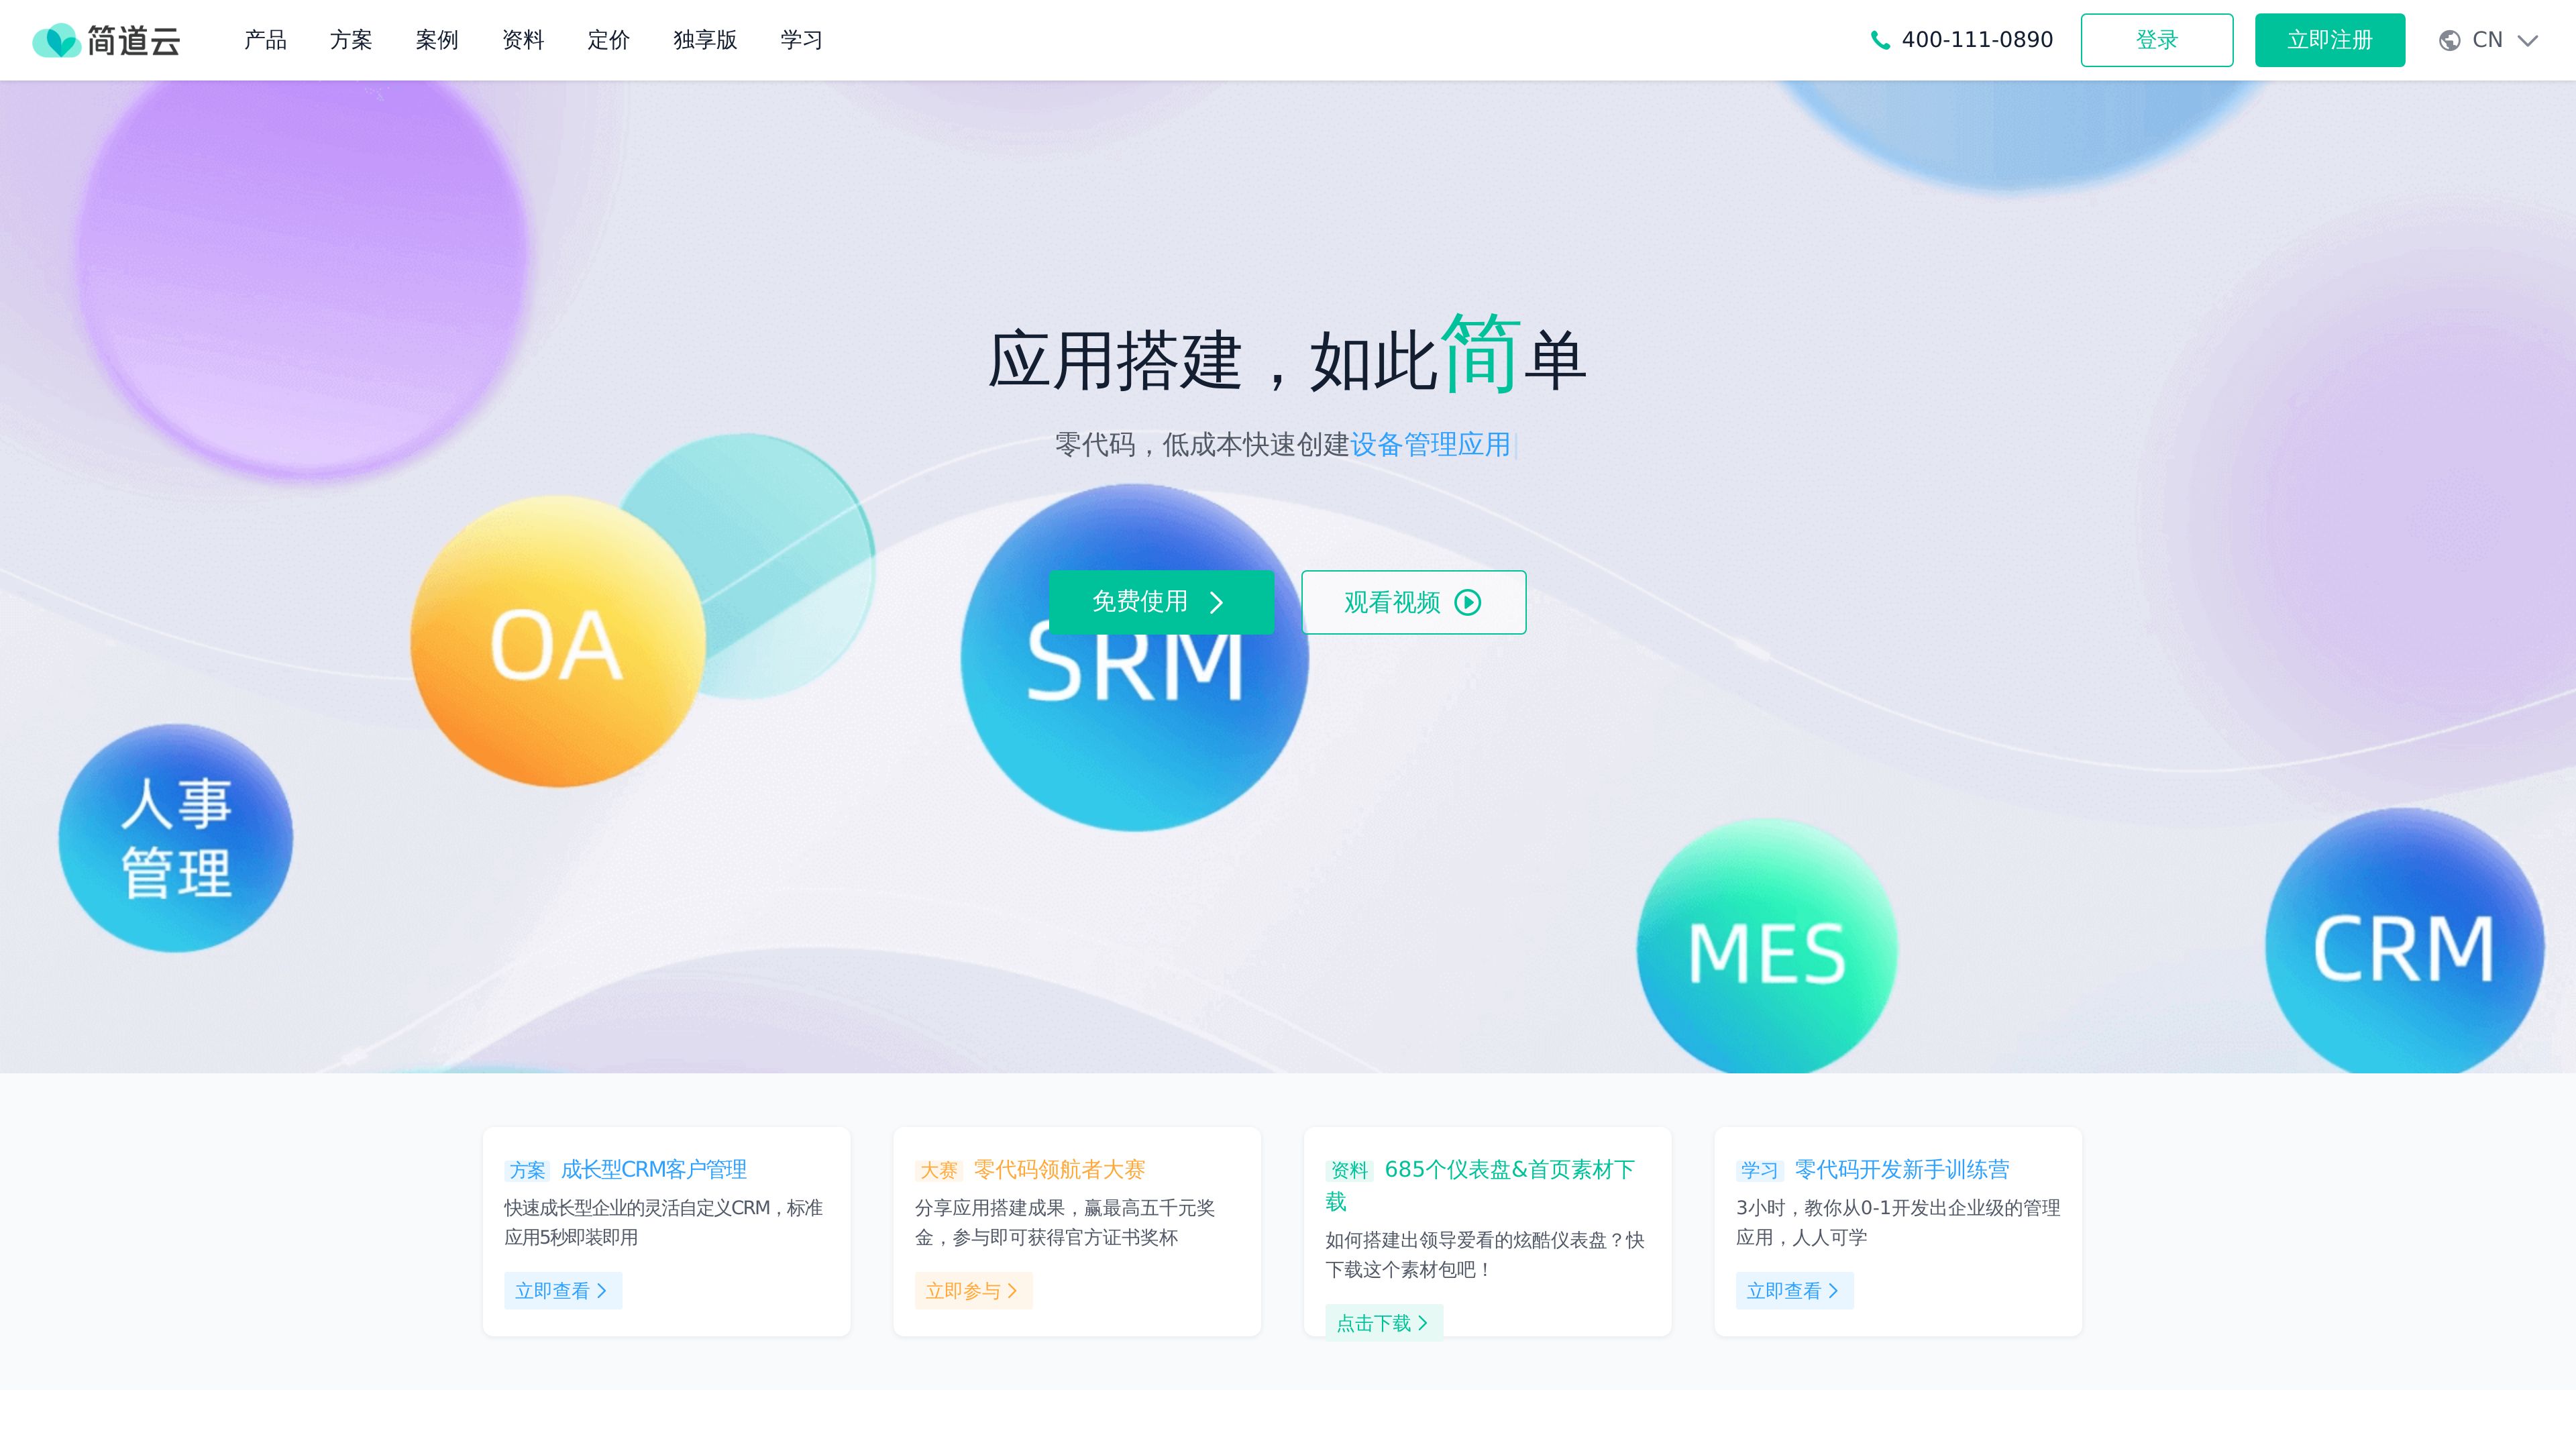 简道云 产品 方案 案例 资料 定价 独享版 学习 400-111-0890 登录 立即注册 CN
应用搭建，如此简单
零代码，低成本快速创建设备管理应用
免费使用 观看视频
OA
SRM
人事
管理
MES
CRM
方案 成长型CRM客户管理
快速成长型企业的灵活自定义CRM，标准
应用5秒即装即用
立即查看
大赛 零代码领航者大赛
分享应用搭建成果，赢最高五千元奖
金，参与即可获得官方证书奖杯
立即参与
资料 685个仪表盘&首页素材下
载
如何搭建出领导爱看的炫酷仪表盘？快
下载这个素材包吧！
点击下载
学习 零代码开发新手训练营
3小时，教你从0-1开发出企业级的管理
应用，人人可学
立即查看